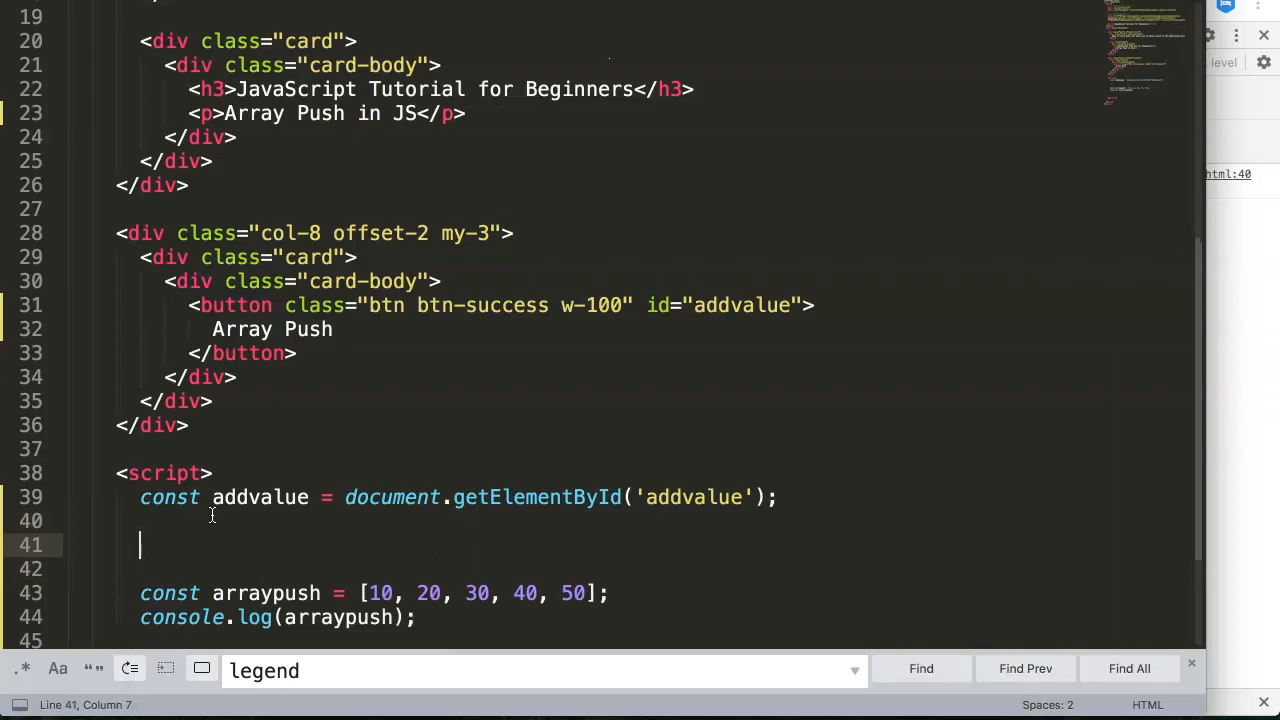 19
20 <div class="card">
21 <div class="card-body">
22 <h3>JavaScript Tutorial for Beginners</h3>
23 <p>Array Push in JS</p>
24 </div>
25 </div>
26 </div>
27
28 <div class="col-8 offset-2 my-3">
29 <div class="card">
30 <div class="card-body">
31 <button class="btn btn-success w-100" id="addvalue">
32 Array Push
33 </button>
34 </div>
35 </div>
36 </div>
37
38 <script>
39 const addvalue = document.getElementById('addvalue');
40
41
42
43 const arraypush = [10, 20, 30, 40, 50];
44 console.log(arraypush);
45
level
html:40
.* Aa “” legend Find Find Prev Find All
Line 41, Column 7 Spaces: 2 HTML